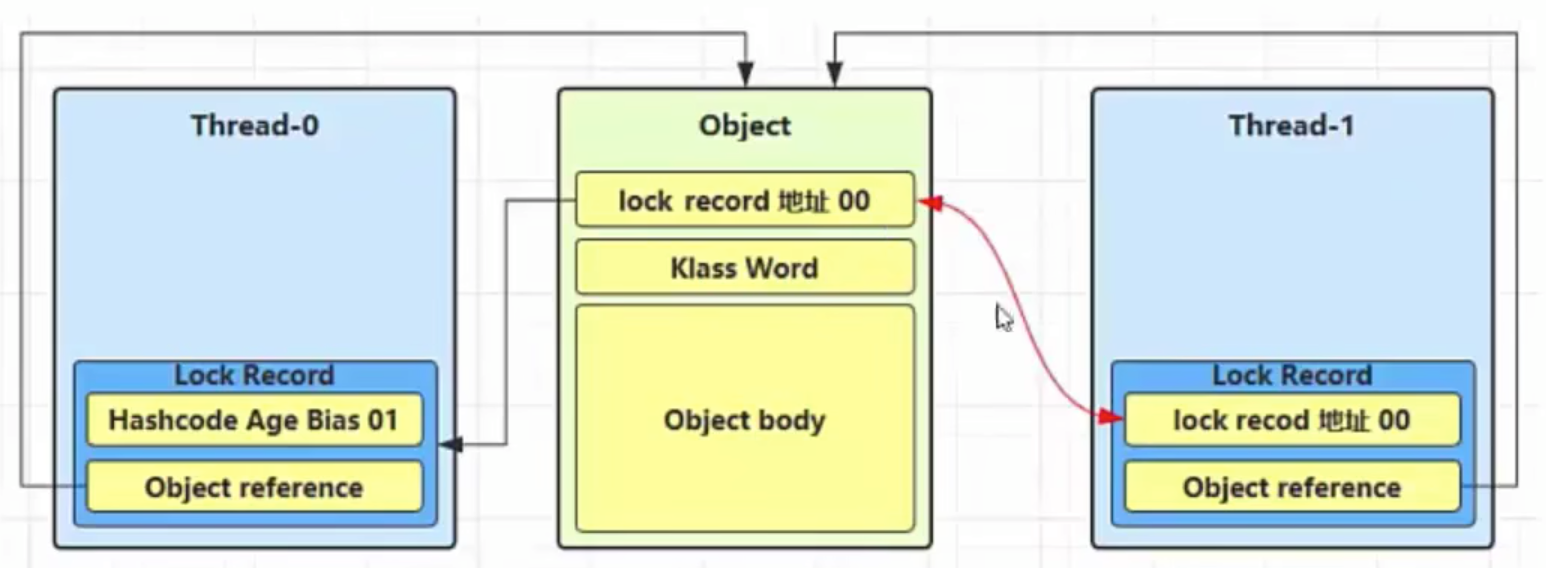 Thread-0
Lock Record
Hashcode Age Bias 01
Object reference
Object
lock record 地址 00
Klass Word
Object body
Thread-1
Lock Record
lock recod 地址 00
Object reference